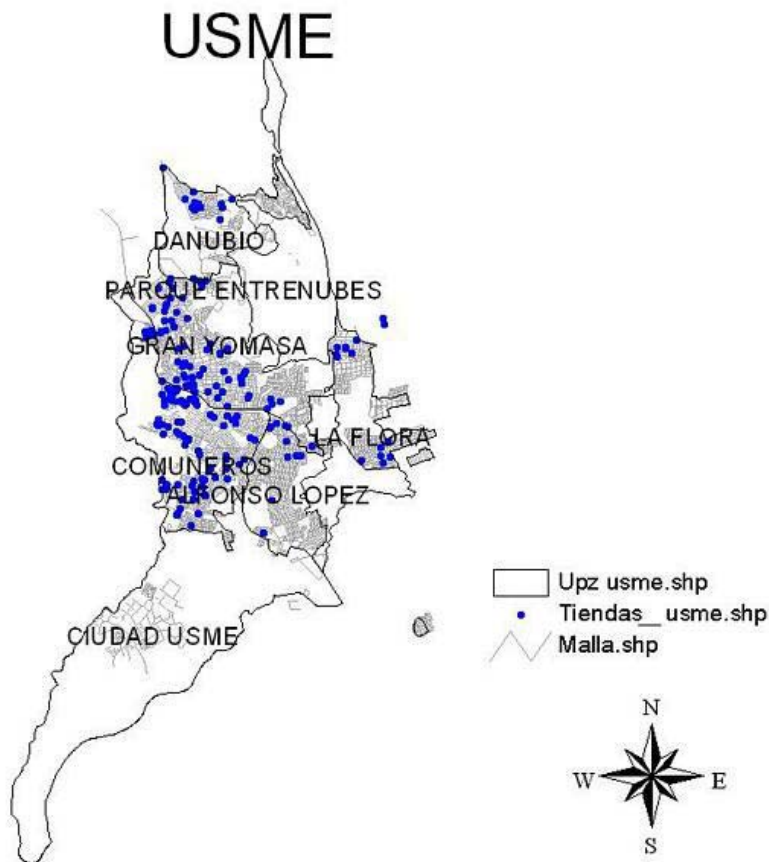 USME
DANUBIO
PARQUE ENTRENUBES
GRAN YOMASA
LA FLORA
COMUNEROS
ALFONSO LOPEZ
CIUDAD USME
Upz usme.shp
Tiendas_ usme.shp
Malla.shp
N
W E
S